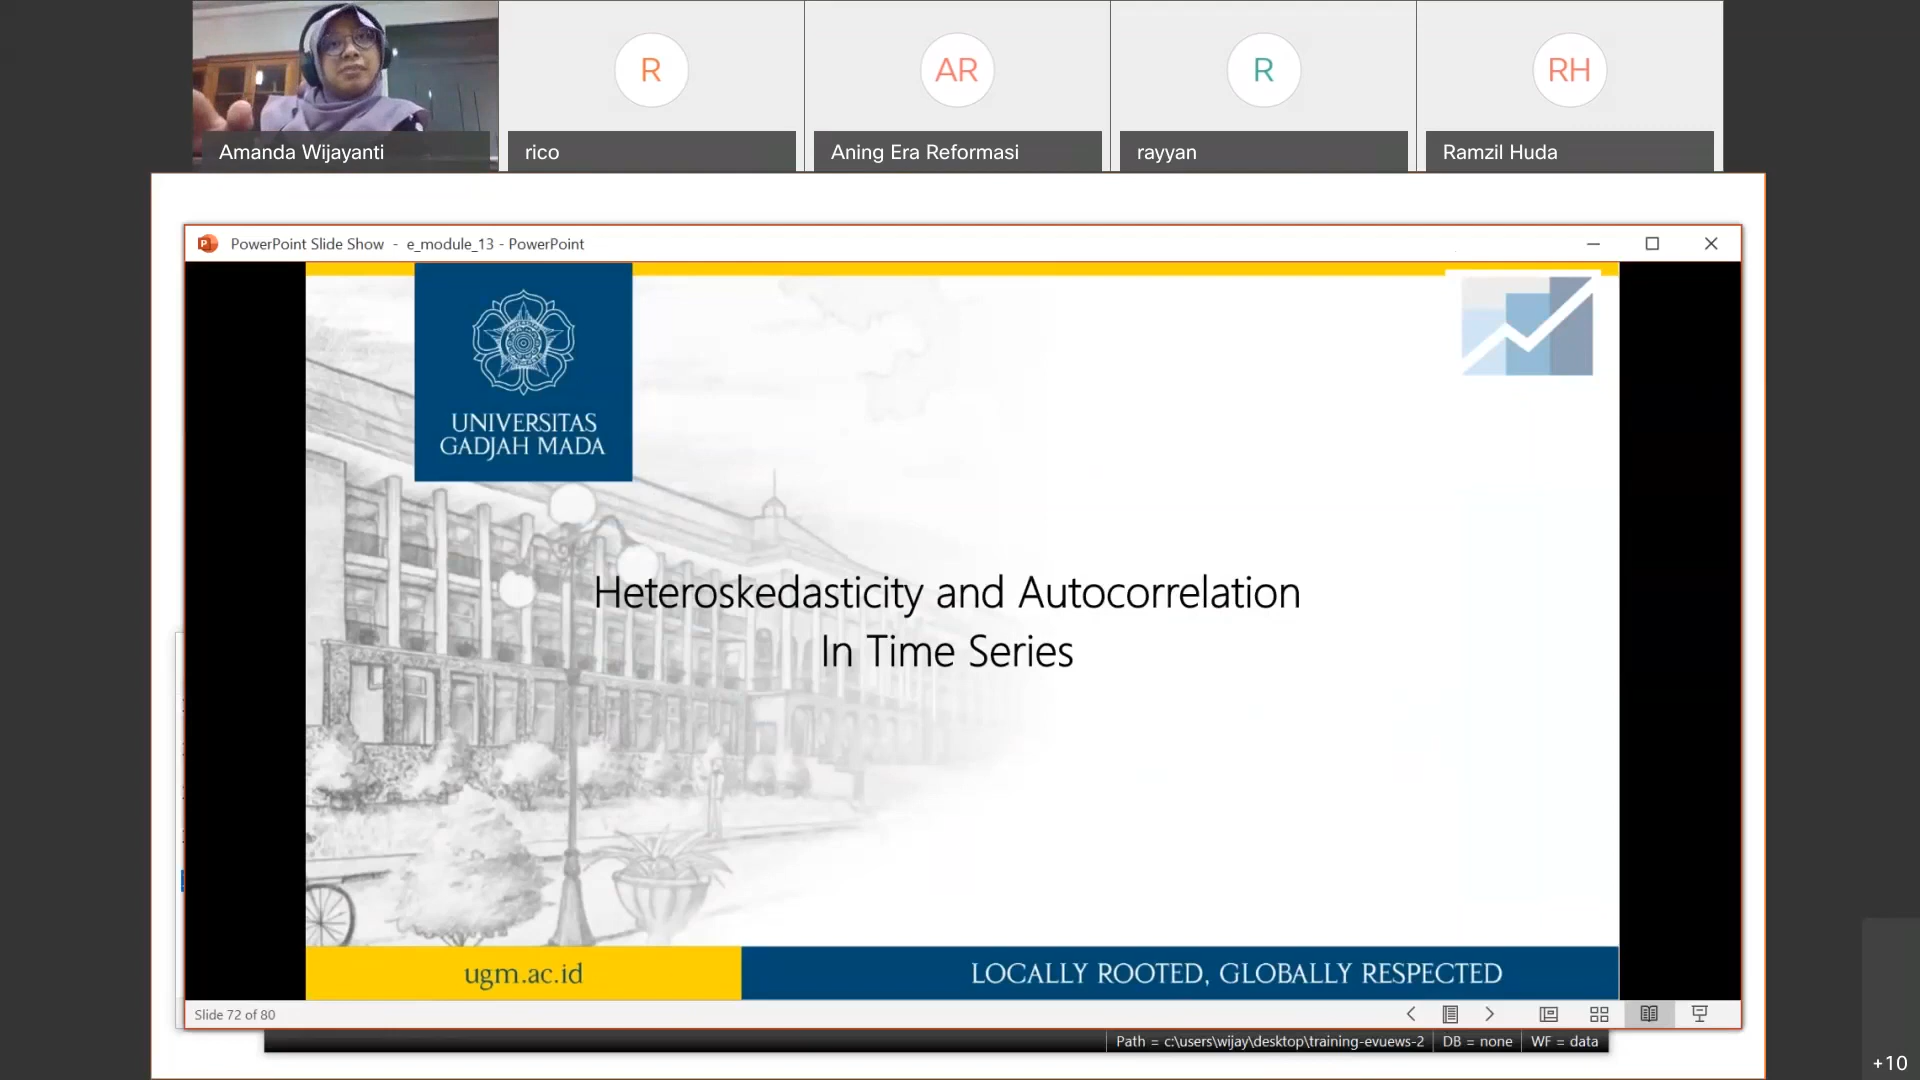 R
AR
R
RH
Amanda Wijayanti
rico
Aning Era Reformasi
rayyan
Ramzil Huda
PowerPoint Slide Show - e_module_13 - PowerPoint
UNIVERSITAS
GADJAH MADA
Heteroskedasticity and Autocorrelation
In Time Series
ugm.ac.id
LOCALLY ROOTED, GLOBALLY RESPECTED
Slide 72 of 80
Path = c:\users\wijay\desktop\training-evuews-2
DB = none
WF = data
+10